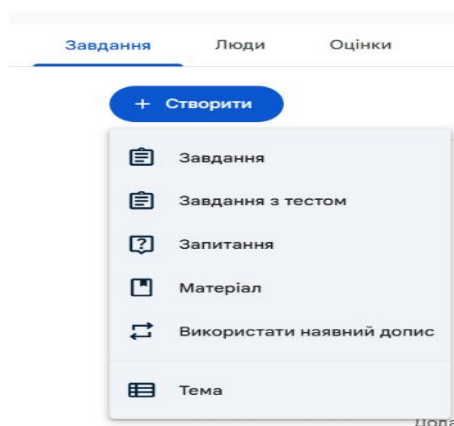 Завдання Люди Оцінки
+ Створити
Завдання
Завдання з тестом
Запитання
Матеріал
Використати наявний допис
Тема